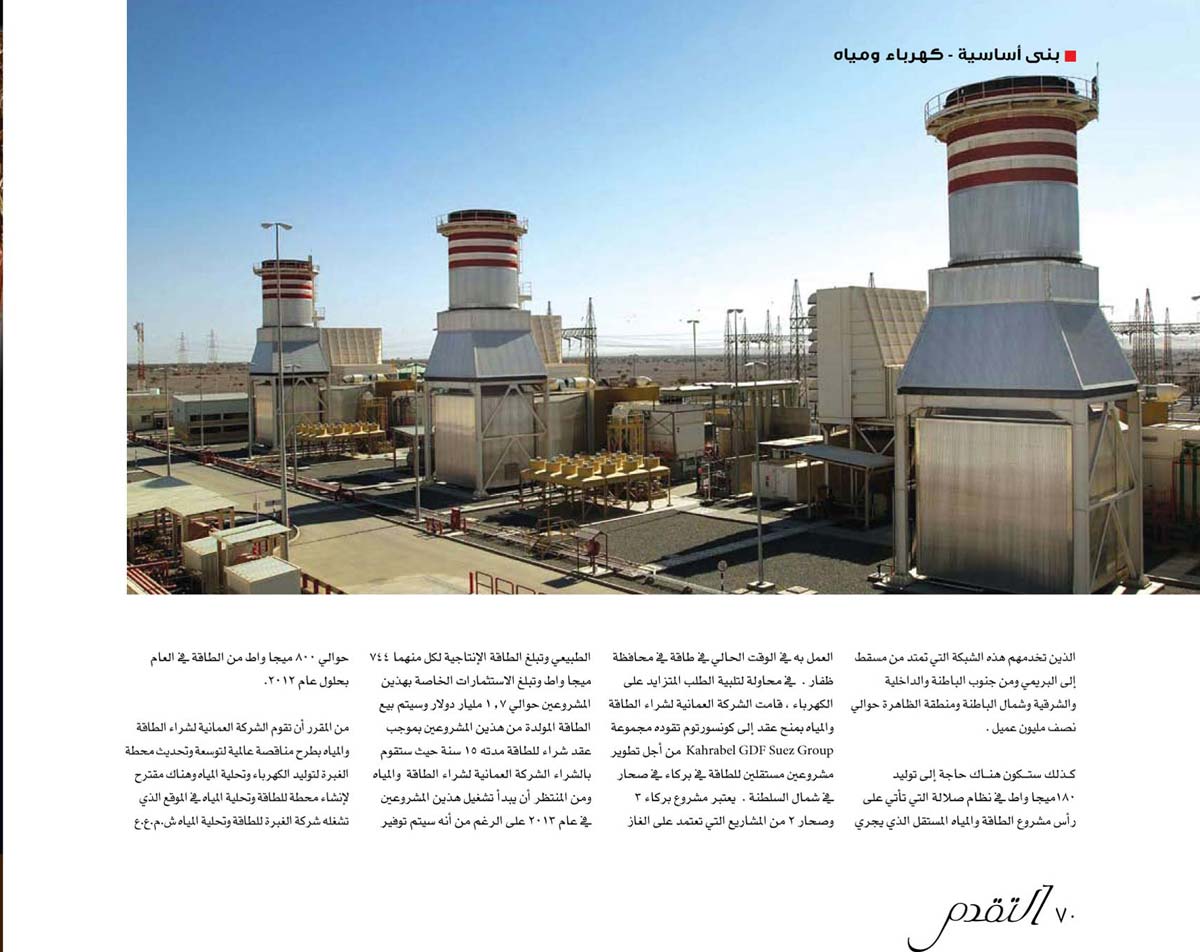 بنى أساسية - كهرباء ومياه
الذين تخدمهم هذه الشبكة التي تمتد من مسقط
إلى البريمي ومن جنوب الباطنة والداخلية
والشرقية وشمال الباطنة ومنطقة الظاهرة حوالي
نصف مليون عميل .
كذلك ستكون هناك حاجة إلى توليد
١٨٠ميجا واط في نظام صلالة التي تأتي على
رأس مشروع الطاقة والمياه المستقل الذي يجري
العمل به في الوقت الحالي في طاقة في محافظة
ظفار . في محاولة لتلبية الطلب المتزايد على
الكهرباء ، قامت الشركة العمانية لشراء الطاقة
والمياه بمنح عقد إلى كونسورتوم تقوده مجموعة
Kahrabel GDF Suez Group من أجل تطوير
مشروعين مستقلين للطاقة في بركاء في صحار
في شمال السلطنة . يعتبر مشروع بركاء ٣
وصحار ٢ من المشاريع التي تعتمد على الغاز
الطبيعي وتبلغ الطاقة الإنتاجية لكل منهما ٧٤٤
ميجا واط وتبلغ الاستثمارات الخاصة بهذين
المشروعين حوالي ١,٧ مليار دولار وسيتم بيع
الطاقة المولدة من هذين المشروعين بموجب
عقد شراء للطاقة مدته ١٥ سنة حيث ستقوم
بالشراء الشركة العمانية لشراء الطاقة والمياه
ومن المنتظر أن يبدأ تشغيل هذين المشروعين
في عام ٢٠١٣ على الرغم من أنه سيتم توفير
حوالي ٨٠٠ ميجا واط من الطاقة في العام
بحلول عام ٢٠١٢.
من المقرر أن تقوم الشركة العمانية لشراء الطاقة
والمياه بطرح مناقصة عالمية لتوسعة وتحديث محطة
الغبرة لتوليد الكهرباء وتحلية المياه وهناك مقترح
لإنشاء محطة للطاقة وتحلية المياه في الموقع الذي
تشغله شركة الغبرة للطاقة وتحلية المياه ش.م.ع.ع
٧٠ التقدم